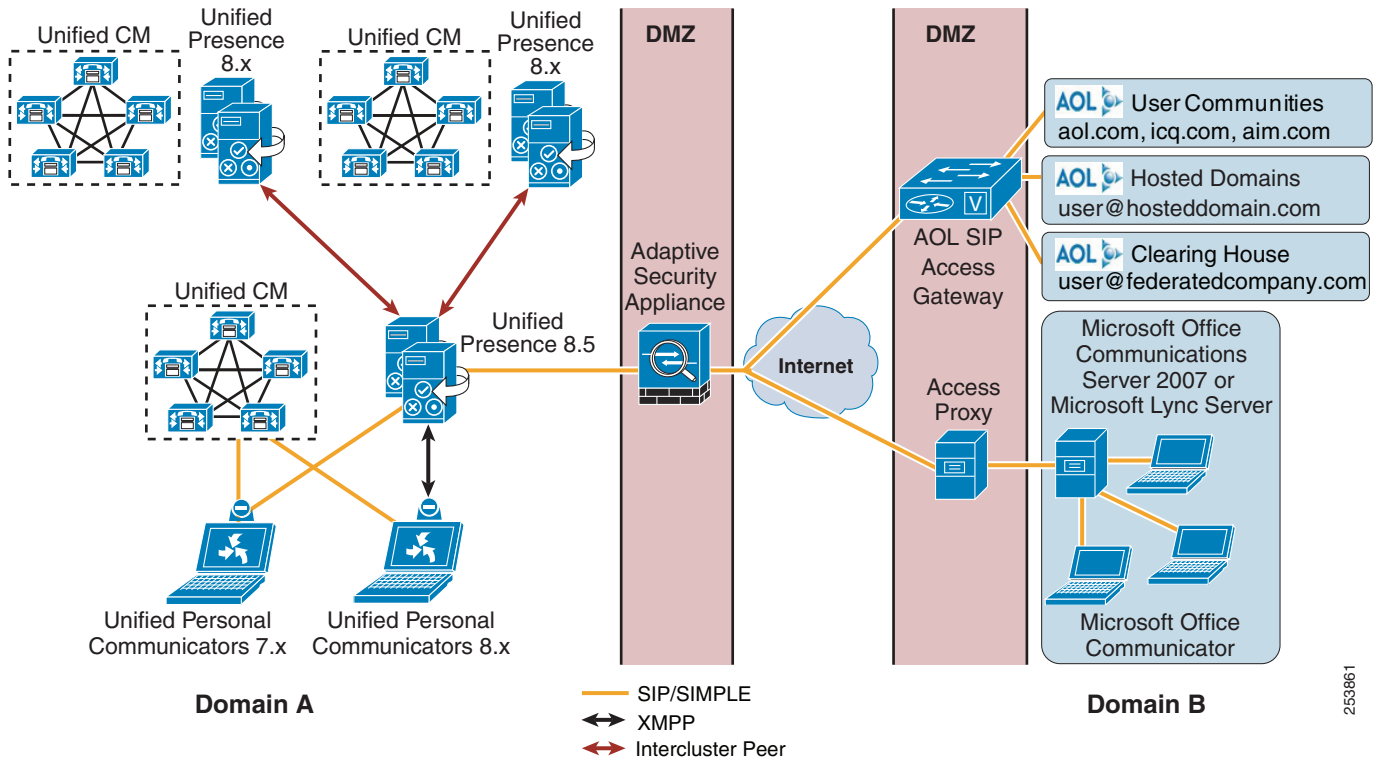 Unified CM
Unified
Presence
8.x
Unified CM
Unified
Presence
8.x
DMZ
DMZ
AOL User Communities
aol.com, icq.com, aim.com
AOL Hosted Domains
user@hosteddomain.com
AOL Clearing House
user@federatedcompany.com
V
AOL SIP
Access
Gateway
Adaptive
Security
Appliance
Unified CM
Unified
Presence 8.5
Internet
Access
Proxy
Microsoft Office
Communications
Server 2007 or
Microsoft Lync Server
Microsoft Office
Communicator
Unified Personal
Communicators 7.x
Unified Personal
Communicators 8.x
Domain A
SIP/SIMPLE
XMPP
Intercluster Peer
Domain B
253861